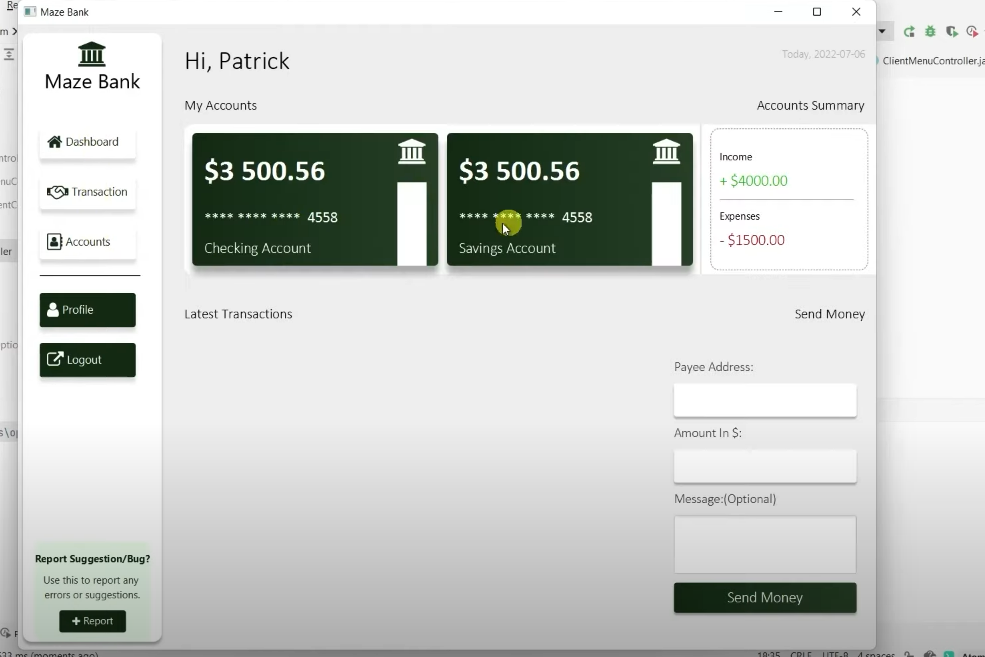 Maze Bank
ClientMenuController.ja
Maze Bank
Dashboard
Transaction
Accounts
Profile
Logout
Report Suggestion/Bug?
Use this to report any
errors or suggestions.
+ Report
Hi, Patrick
Today, 2022-07-06
My Accounts
Accounts Summary
$3 500.56
**** **** **** 4558
Checking Account
$3 500.56
**** **** **** 4558
Savings Account
Income
+ $4000.00
Expenses
- $1500.00
Latest Transactions
Send Money
Payee Address:
Amount In $:
Message:(Optional)
Send Money